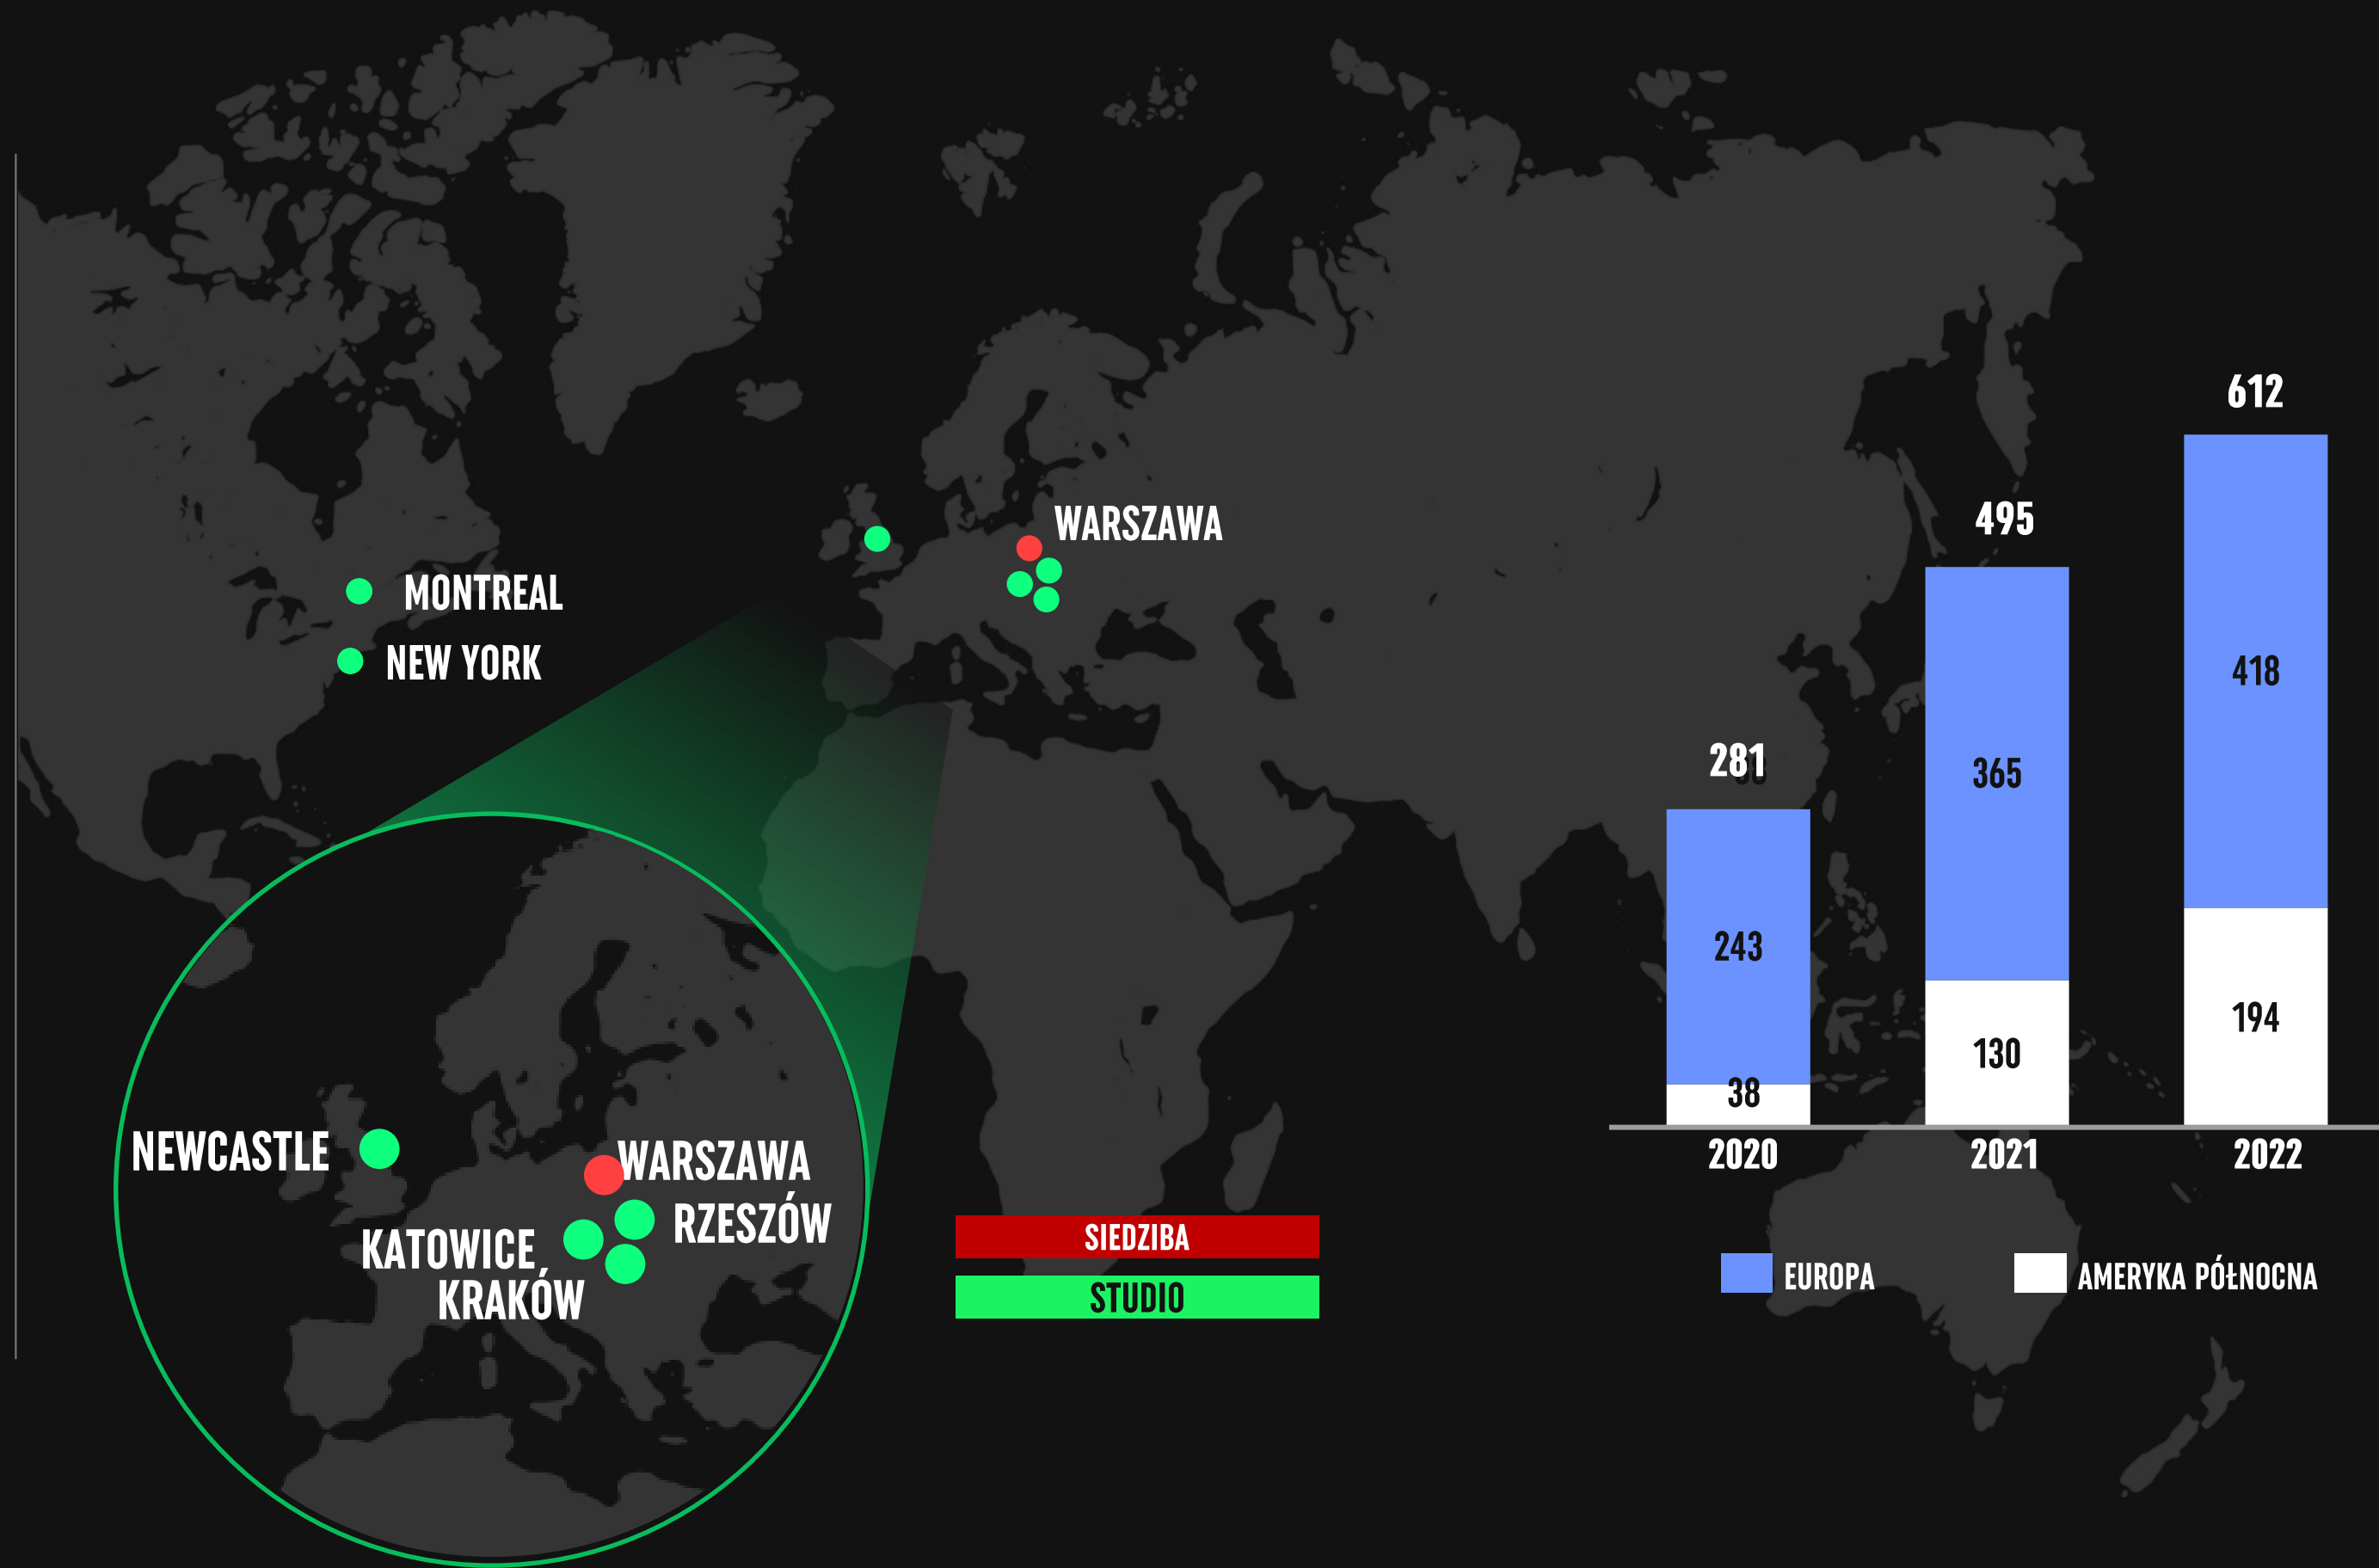 WARSZAWA
MONTREAL
NEW YORK
NEWCASTLE
WARSZAWA
RZESZÓW
KATOWICE
KRAKÓW
SIEDZIBA
STUDIO
612
495
418
281
38
365
243
194
130
38
2020
2021
2022
EUROPA
AMERYKA PÓŁNOCNA